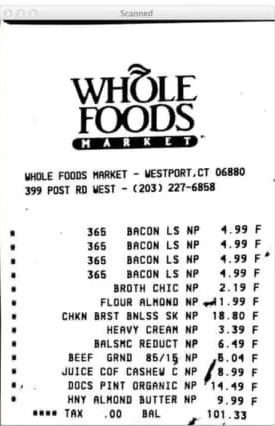 Scanned
WHOLE
FOODS
MARKET
WHOLE FOODS MARKET - WESTPORT,CT 06880
399 POST RD WEST - (203) 227-6858
365 BACON LS NP 4.99 F
365 BACON LS NP 4.99 F
365 BACON LS NP 4.99 F
365 BACON LS NP 4.99 F
BROTH CHIC NP 2.19 F
FLOUR ALMOND NP 11.99 F
CHKN BRST BNLSS SK NP 18.80 F
HEAVY CREAM NP 3.39 F
BALSMC REDUCT NP 6.49 F
BEEF GRND 85/15 NP 5.04 F
JUICE COF CASHEW C NP 8.99 F
DOCS PINT ORGANIC NP 14.49 F
HNY ALMOND BUTTER NP 9.99 F
**** TAX .00 BAL 101.33